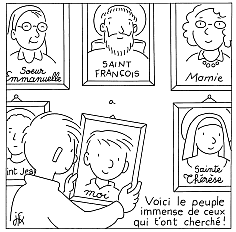 Soeur
Emmanuelle
SAINT
FRANÇOIS
Mamie
moi
Sainte
Thérèse
Voici le peuple
immense de ceux
qui t'ont cherché!